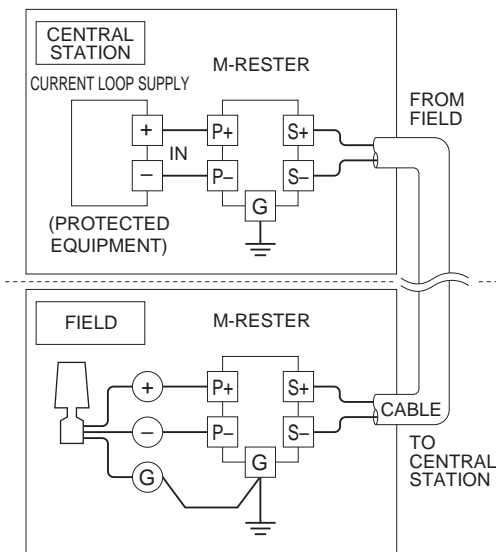 CENTRAL
STATION
CURRENT LOOP SUPPLY
M-RESTER
FROM
FIELD
+
P+
S+
IN
–
P–
S–
G
(PROTECTED
EQUIPMENT)
FIELD
M-RESTER
+
P+
S+
CABLE
–
P–
S–
G
G
TO
CENTRAL
STATION